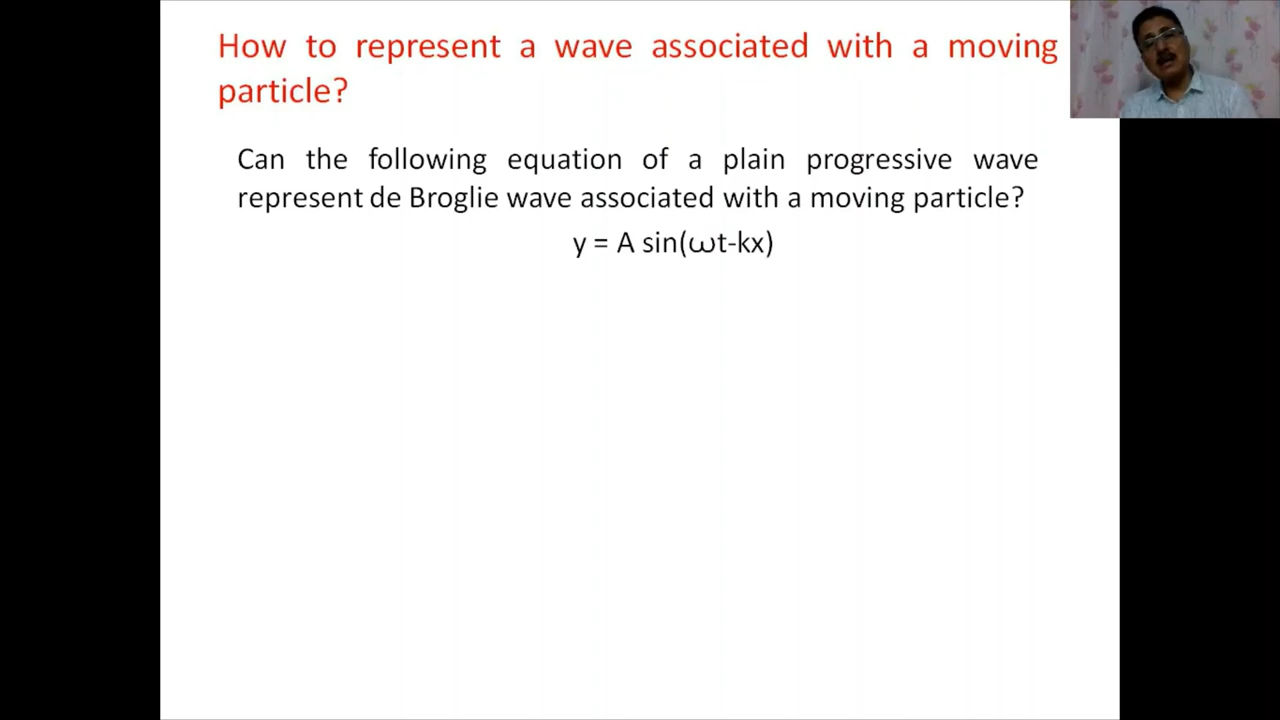 How to represent a wave associated with a moving
particle?
Can the following equation of a plain progressive wave
represent de Broglie wave associated with a moving particle?
y = A sin(ωt-kx)